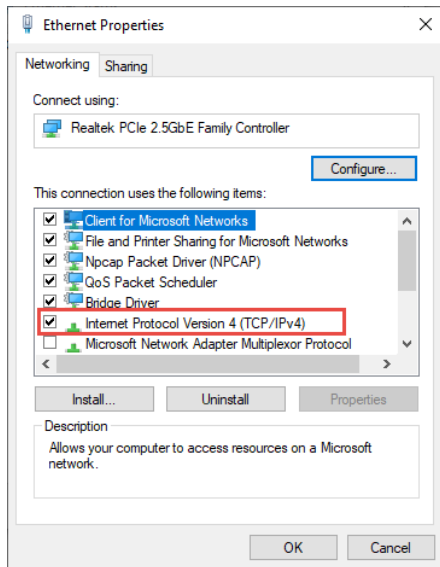 Ethernet Properties
Networking
Sharing
Connect using:
Realtek PCIe 2.5GbE Family Controller
Configure...
This connection uses the following items:
Client for Microsoft Networks
File and Printer Sharing for Microsoft Networks
Npcap Packet Driver (NPCAP)
QoS Packet Scheduler
Bridge Driver
Internet Protocol Version 4 (TCP/IPv4)
Microsoft Network Adapter Multiplexor Protocol
Install...
Uninstall
Properties
Description
Allows your computer to access resources on a Microsoft
network.
OK
Cancel